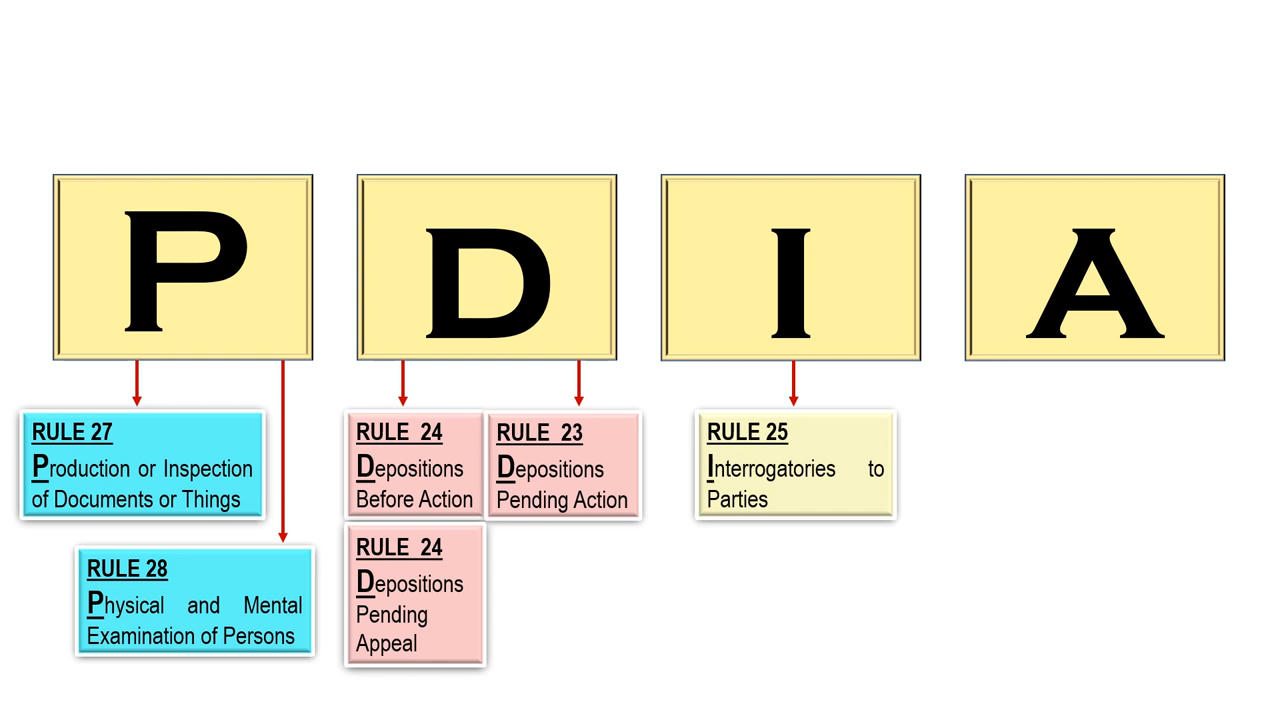 P
D
I
A
RULE 27
Production or Inspection
of Documents or Things
RULE 28
Physical and Mental
Examination of Persons
RULE 24
Depositions
Before Action
RULE 23
Depositions
Pending Action
RULE 24
Depositions
Pending
Appeal
RULE 25
Interrogatories to
Parties